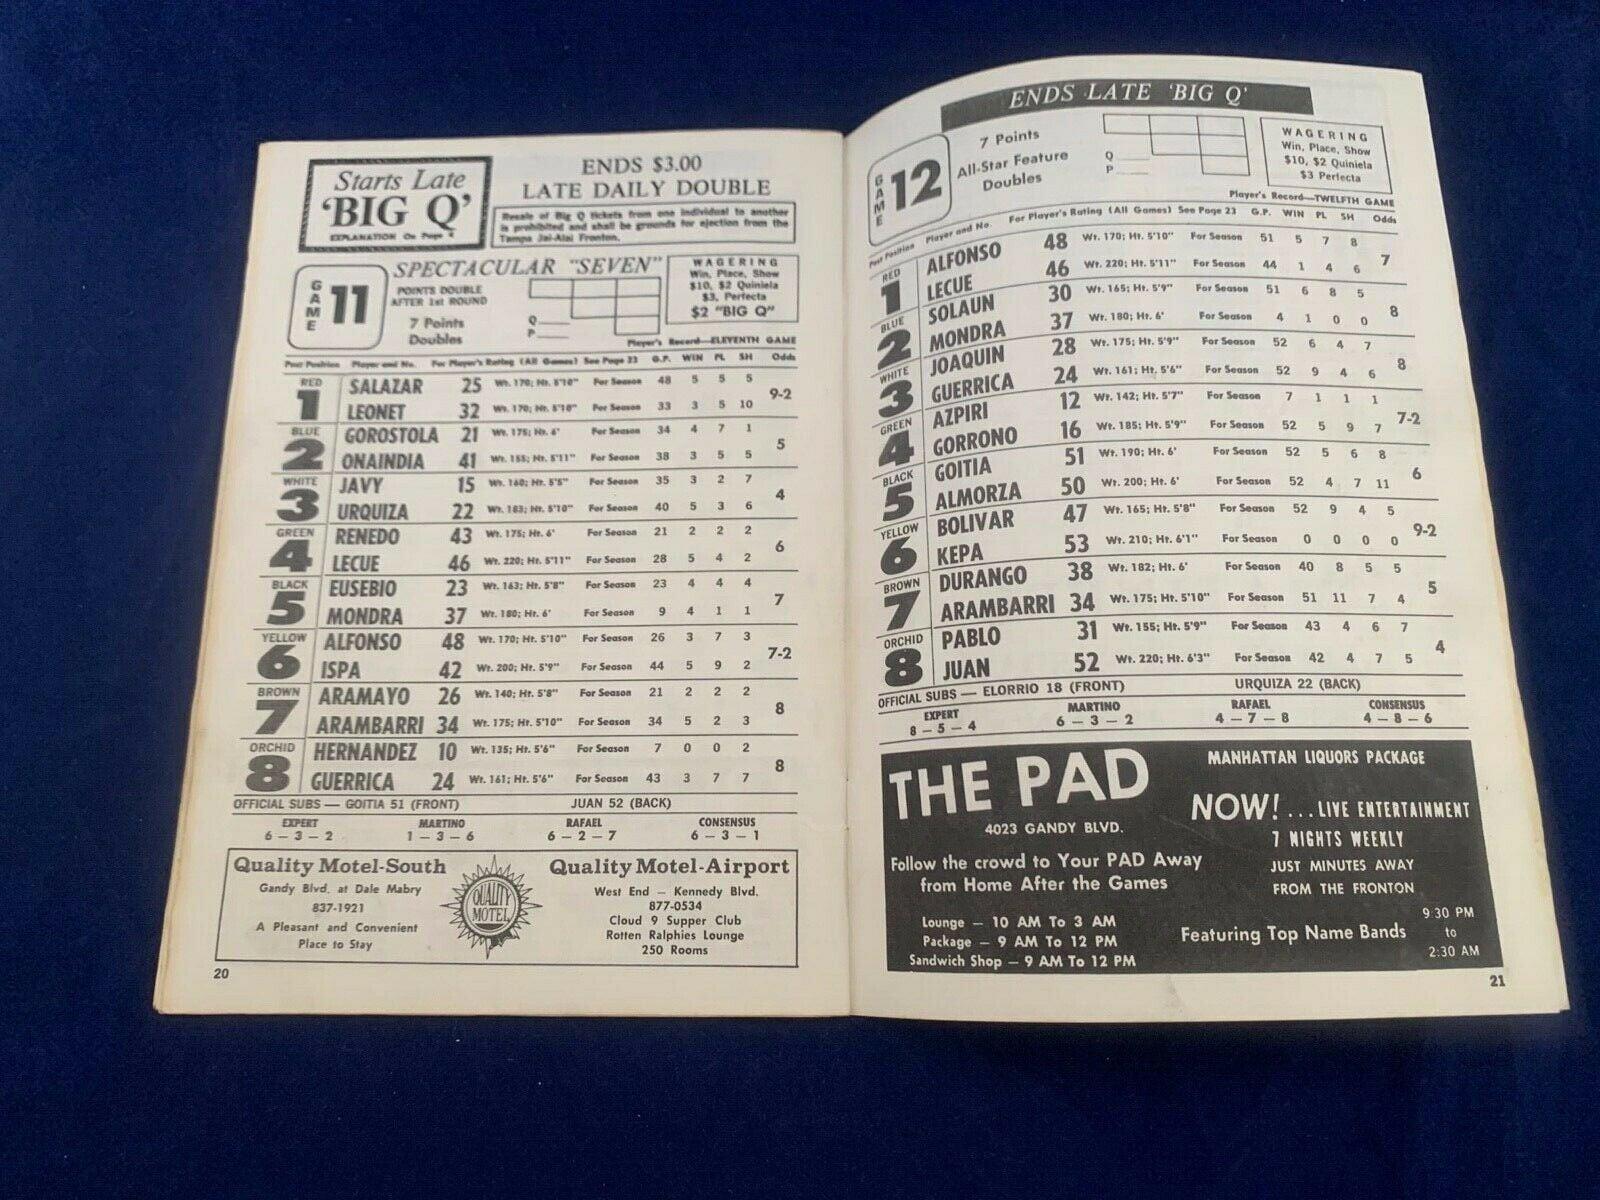 Starts Late
'BIG Q'
EXPLANATION On Page 4
ENDS $3.00
LATE DAILY DOUBLE
Resale of Big Q tickets from one individual to another
is prohibited and shall be grounds for ejection from the
Tampa Jai-Alai Fronton.
GAME 11
SPECTACULAR "SEVEN"
POINTS DOUBLE
AFTER 1st ROUND
7 Points
Doubles
Q
P
WAGERING
Win, Place, Show
$10, $2 Quiniela
$3, Perfecta
$2 "BIG Q"
Player's Record—ELEVENTH GAME
Post Position Player and No. For Player's Rating (All Games) See Page 23 G.P. WIN PL SH Odds
RED 1 9-2
SALAZAR 25 Wt. 170; Ht. 5'10" For Season 48 5 5 5
LEONET 32 Wt. 170; Ht. 5'10" For Season 33 3 5 10
BLUE 2 5
GOROSTOLA 21 Wt. 175; Ht. 6' For Season 34 4 7 1
ONAINDIA 41 Wt. 155; Ht. 5'11" For Season 38 3 5 5
WHITE 3 4
JAVY 15 Wt. 160; Ht. 5'5" For Season 35 3 2 7
URQUIZA 22 Wt. 183; Ht. 5'10" For Season 40 5 3 6
GREEN 4 6
RENEDO 43 Wt. 175; Ht. 6' For Season 21 2 2 2
LECUE 46 Wt. 220; Ht. 5'11" For Season 28 5 4 2
BLACK 5 7
EUSEBIO 23 Wt. 163; Ht. 5'8" For Season 23 4 4 4
MONDRA 37 Wt. 180; Ht. 6' For Season 9 4 1 1
YELLOW 6 7-2
ALFONSO 48 Wt. 170; Ht. 5'10" For Season 26 3 7 3
ISPA 42 Wt. 200; Ht. 5'9" For Season 44 5 9 2
BROWN 7 8
ARAMAYO 26 Wt. 140; Ht. 5'8" For Season 21 2 2 2
ARAMBARRI 34 Wt. 175; Ht. 5'10" For Season 34 5 2 3
ORCHID 8 8
HERNANDEZ 10 Wt. 135; Ht. 5'6" For Season 7 0 0 2
GUERRICA 24 Wt. 161; Ht. 5'6" For Season 43 3 7 7
OFFICIAL SUBS — GOITIA 51 (FRONT) JUAN 52 (BACK)
EXPERT MARTINO RAFAEL CONSENSUS
6 — 3 — 2 1 — 3 — 6 6 — 2 — 7 6 — 3 — 1
Quality Motel-South
Gandy Blvd. at Dale Mabry
837-1921
A Pleasant and Convenient
Place to Stay
QUALITY
MOTEL
Quality Motel-Airport
West End — Kennedy Blvd.
877-0534
Cloud 9 Supper Club
Rotten Ralphies Lounge
250 Rooms
20
ENDS LATE 'BIG Q'
GAME 12
7 Points
All-Star Feature
Doubles
Q
P
WAGERING
Win, Place, Show
$10, $2 Quiniela
$3 Perfecta
Player's Record—TWELFTH GAME
Post Position Player and No. For Player's Rating (All Games) See Page 23 G.P. WIN PL SH Odds
RED 1 7
ALFONSO 48 Wt. 170; Ht. 5'10" For Season 51 5 7 8
LECUE 46 Wt. 220; Ht. 5'11" For Season 44 1 4 6
BLUE 2 8
SOLAUN 30 Wt. 165; Ht. 5'9" For Season 51 6 8 5
MONDRA 37 Wt. 180; Ht. 6' For Season 4 1 0 0
WHITE 3 8
JOAQUIN 28 Wt. 175; Ht. 5'9" For Season 52 6 4 7
GUERRICA 24 Wt. 161; Ht. 5'6" For Season 52 9 4 6
GREEN 4 7-2
AZPIRI 12 Wt. 142; Ht. 5'7" For Season 7 1 1 1
GORRONO 16 Wt. 185; Ht. 5'9" For Season 52 5 9 7
BLACK 5 6
GOITIA 51 Wt. 190; Ht. 6' For Season 52 5 6 8
ALMORZA 50 Wt. 200; Ht. 6' For Season 52 4 7 11
YELLOW 6 9-2
BOLIVAR 47 Wt. 165; Ht. 5'8" For Season 52 9 4 5
KEPA 53 Wt. 210; Ht. 6'1" For Season 0 0 0 0
BROWN 7 5
DURANGO 38 Wt. 182; Ht. 6' For Season 40 8 5 5
ARAMBARRI 34 Wt. 175; Ht. 5'10" For Season 51 11 7 4
ORCHID 8 4
PABLO 31 Wt. 155; Ht. 5'9" For Season 43 4 6 7
JUAN 52 Wt. 220; Ht. 6'3" For Season 42 4 7 5
OFFICIAL SUBS — ELORRIO 18 (FRONT) URQUIZA 22 (BACK)
EXPERT MARTINO RAFAEL CONSENSUS
8 — 5 — 4 6 — 3 — 2 4 — 7 — 8 4 — 8 — 6
THE PAD
4023 GANDY BLVD.
Follow the crowd to Your PAD Away
from Home After the Games
Lounge — 10 AM To 3 AM
Package — 9 AM To 12 PM
Sandwich Shop — 9 AM To 12 PM
MANHATTAN LIQUORS PACKAGE
NOW! ...LIVE ENTERTAINMENT
7 NIGHTS WEEKLY
JUST MINUTES AWAY
FROM THE FRONTON
Featuring Top Name Bands
9:30 PM
to
2:30 AM
21